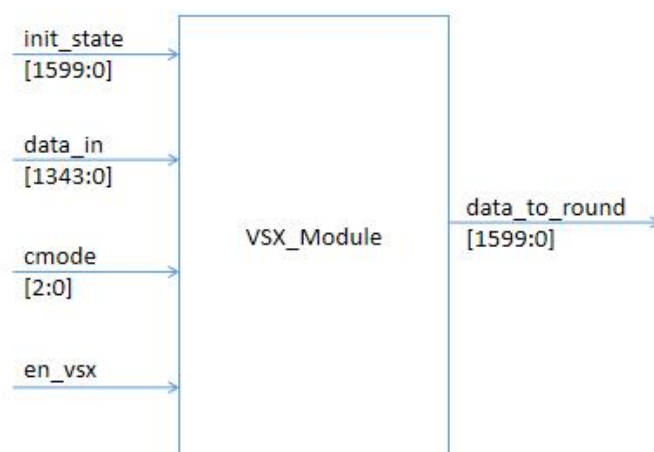 init_state
[1599:0]
data_in
[1343:0]
cmode
[2:0]
en_vsx
VSX_Module
data_to_round
[1599:0]